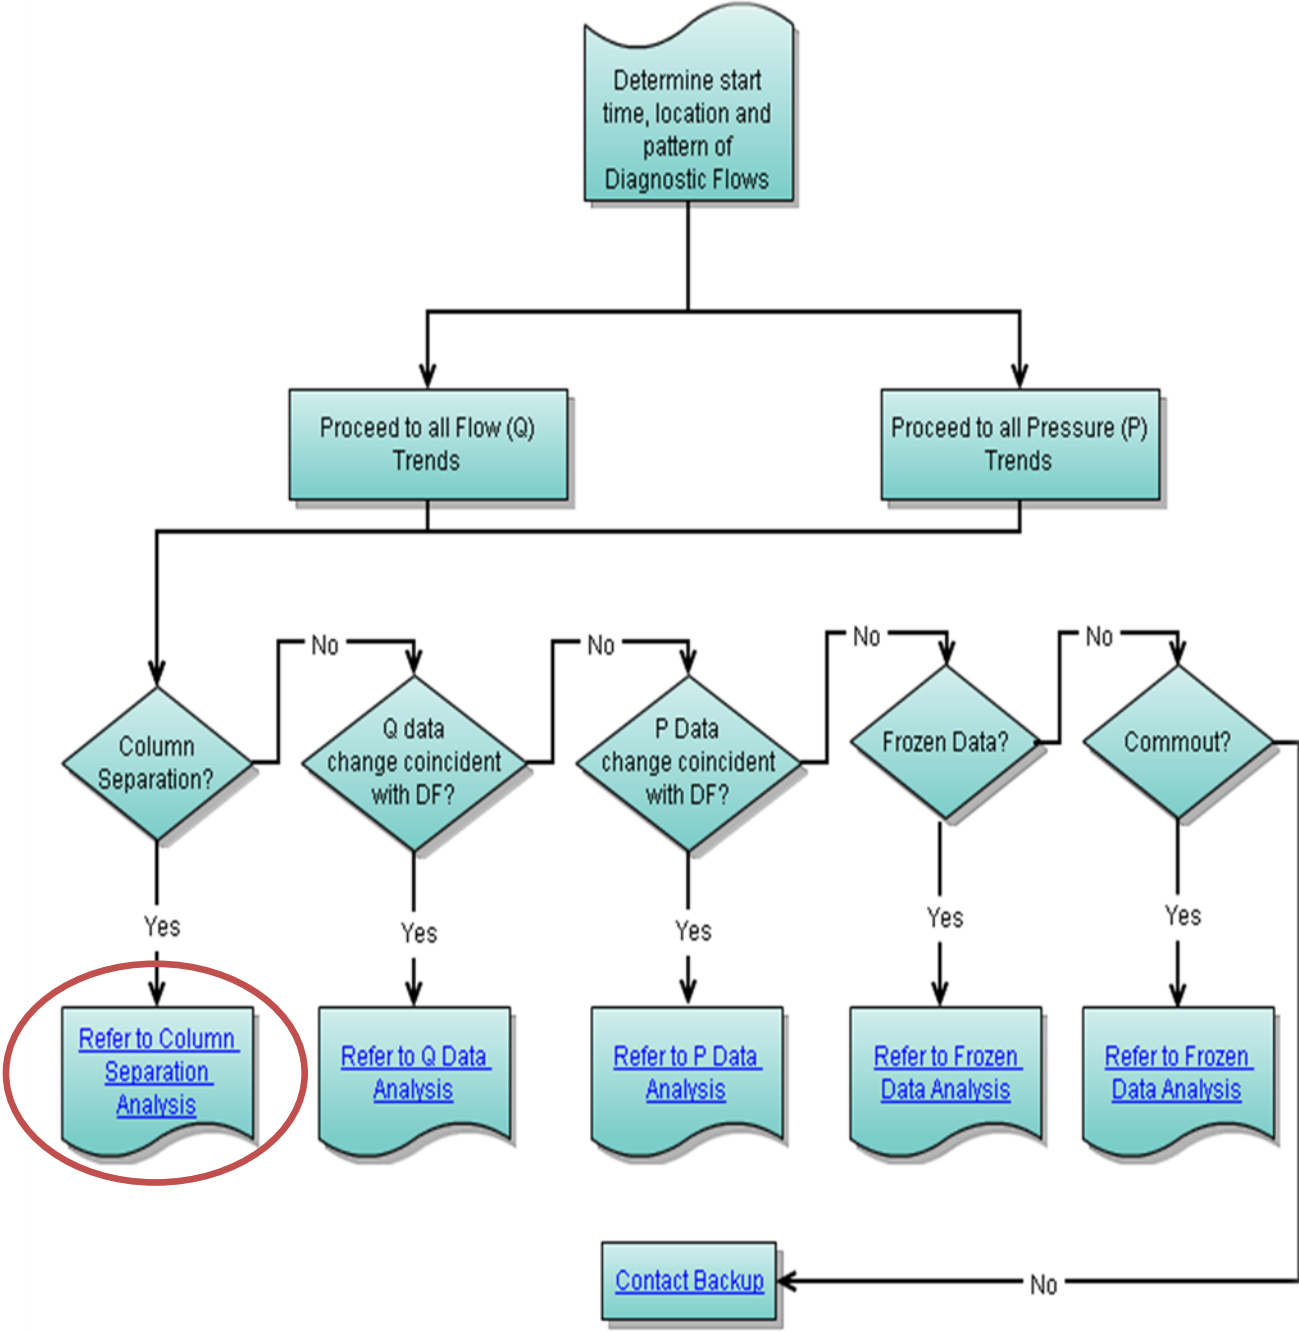 Determine start
time, location and
pattern of
Diagnostic Flows
Proceed to all Flow (Q)
Trends
Proceed to all Pressure (P)
Trends
No
No
No
No
Column
Separation?
Q data
change coincident
with DF?
P Data
change coincident
with DF?
Frozen Data?
Commout?
Yes
Yes
Yes
Yes
Yes
Refer to Column
Separation
Analysis
Refer to Q Data
Analysis
Refer to P Data
Analysis
Refer to Frozen
Data Analysis
Refer to Frozen
Data Analysis
Contact Backup
No